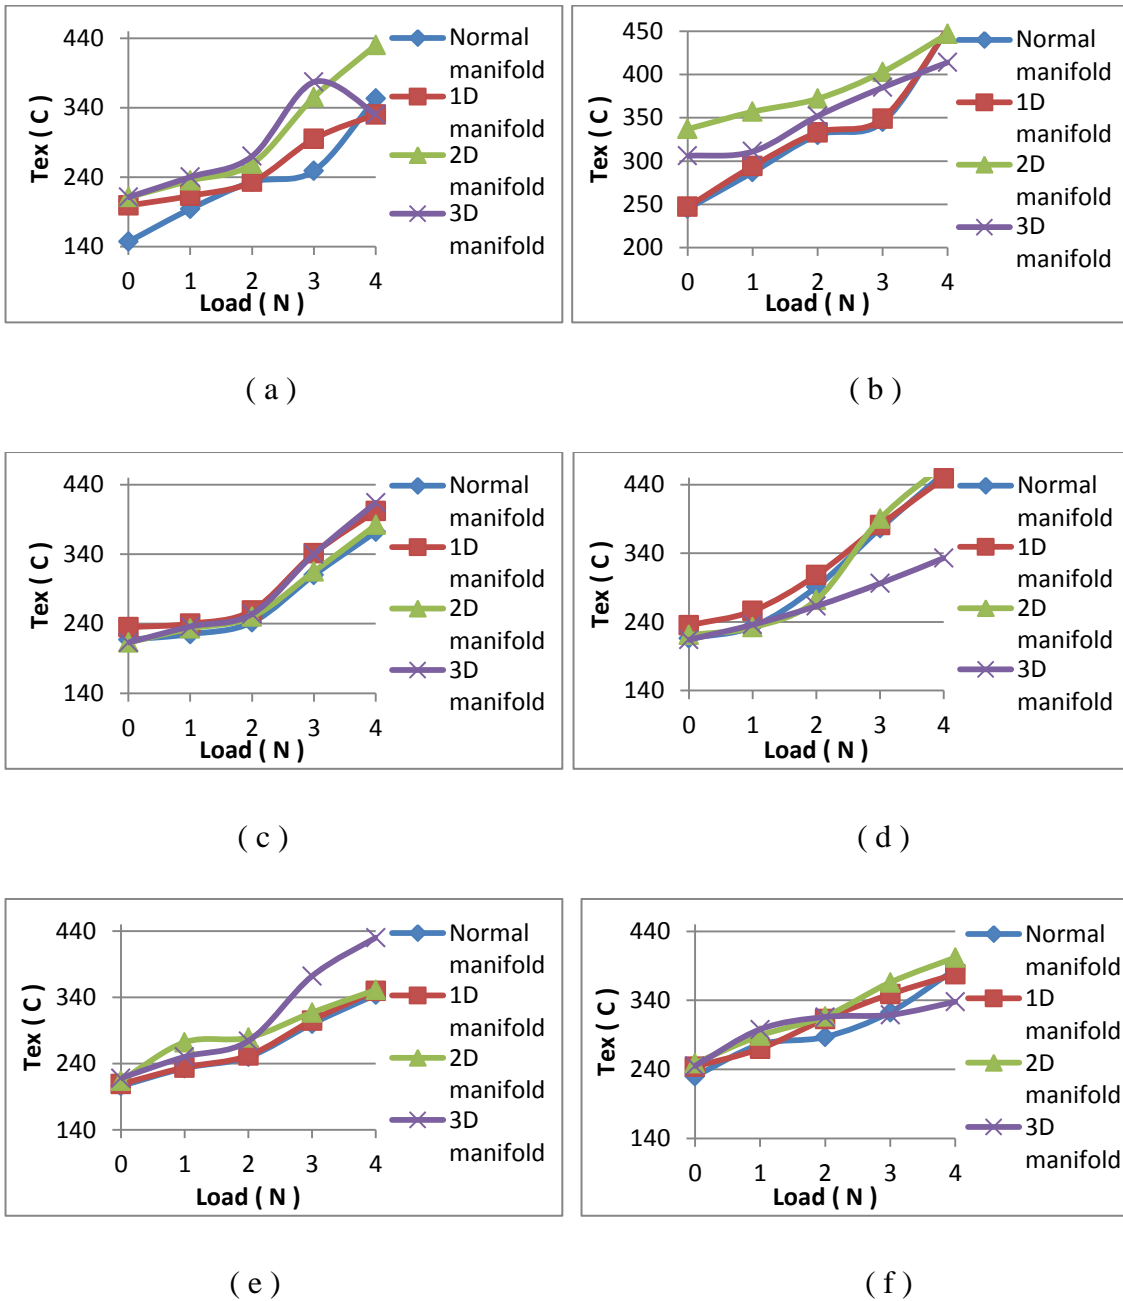 440
340
240
140
Tex ( C )
0 1 2 3 4
Load ( N )
Normal
manifold
1D
manifold
2D
manifold
3D
manifold
( a )
450
400
350
300
250
200
Tex ( C )
0 1 2 3 4
Load ( N )
Normal
manifold
1D
manifold
2D
manifold
3D
manifold
( b )
440
340
240
140
Tex ( C )
0 1 2 3 4
Load ( N )
Normal
manifold
1D
manifold
2D
manifold
3D
manifold
( c )
440
340
240
140
Tex ( C )
0 1 2 3 4
Load ( N )
Normal
manifold
1D
manifold
2D
manifold
3D
manifold
( d )
440
340
240
140
Tex ( C )
0 1 2 3 4
Load ( N )
Normal
manifold
1D
manifold
2D
manifold
3D
manifold
( e )
440
340
240
140
Tex ( C )
0 1 2 3 4
Load ( N )
Normal
manifold
1D
manifold
2D
manifold
3D
manifold
( f )